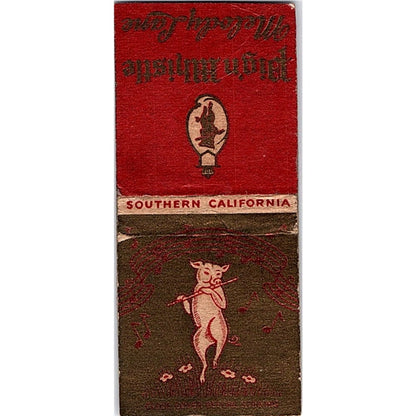 Pig'n Whistle
Melody Lane
SOUTHERN CALIFORNIA